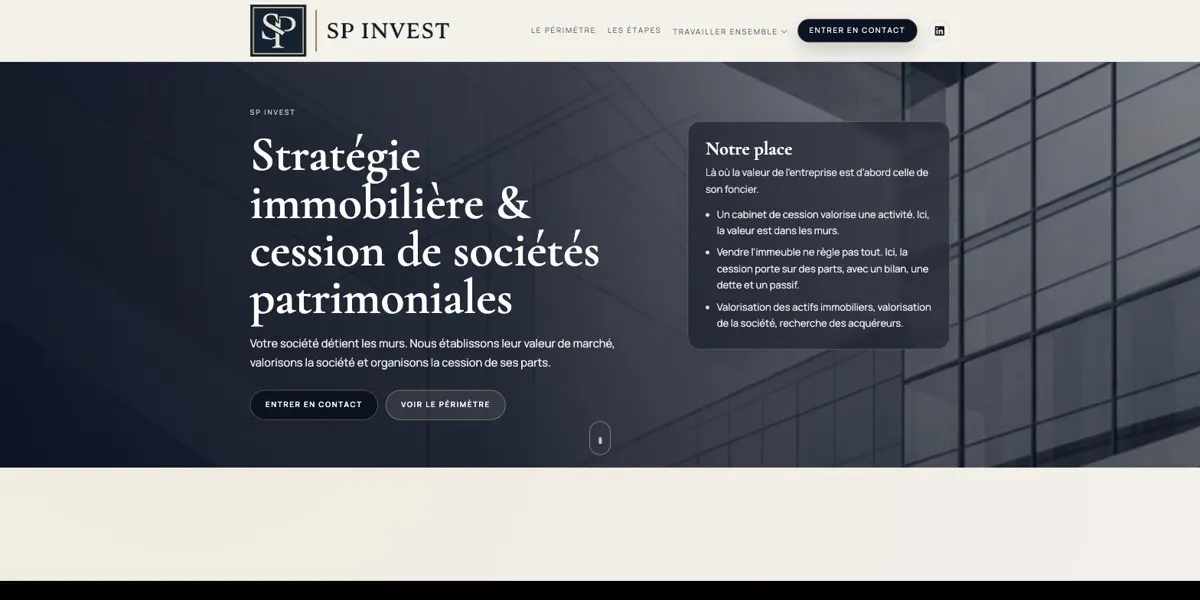 SP
SP INVEST
LE PÉRIMÈTRE
LES ÉTAPES
TRAVAILLER ENSEMBLE
ENTRER EN CONTACT
in
SP INVEST
Stratégie
immobilière &
cession de sociétés
patrimoniales
Votre société détient les murs. Nous établissons leur valeur de marché,
valorisons la société et organisons la cession de ses parts.
ENTRER EN CONTACT
VOIR LE PÉRIMÈTRE
Notre place
Là où la valeur de l'entreprise est d'abord celle de
son foncier.
• Un cabinet de cession valorise une activité. Ici,
la valeur est dans les murs.
• Vendre l'immeuble ne règle pas tout. Ici, la
cession porte sur des parts, avec un bilan, une
dette et un passif.
• Valorisation des actifs immobiliers, valorisation
de la société, recherche des acquéreurs.